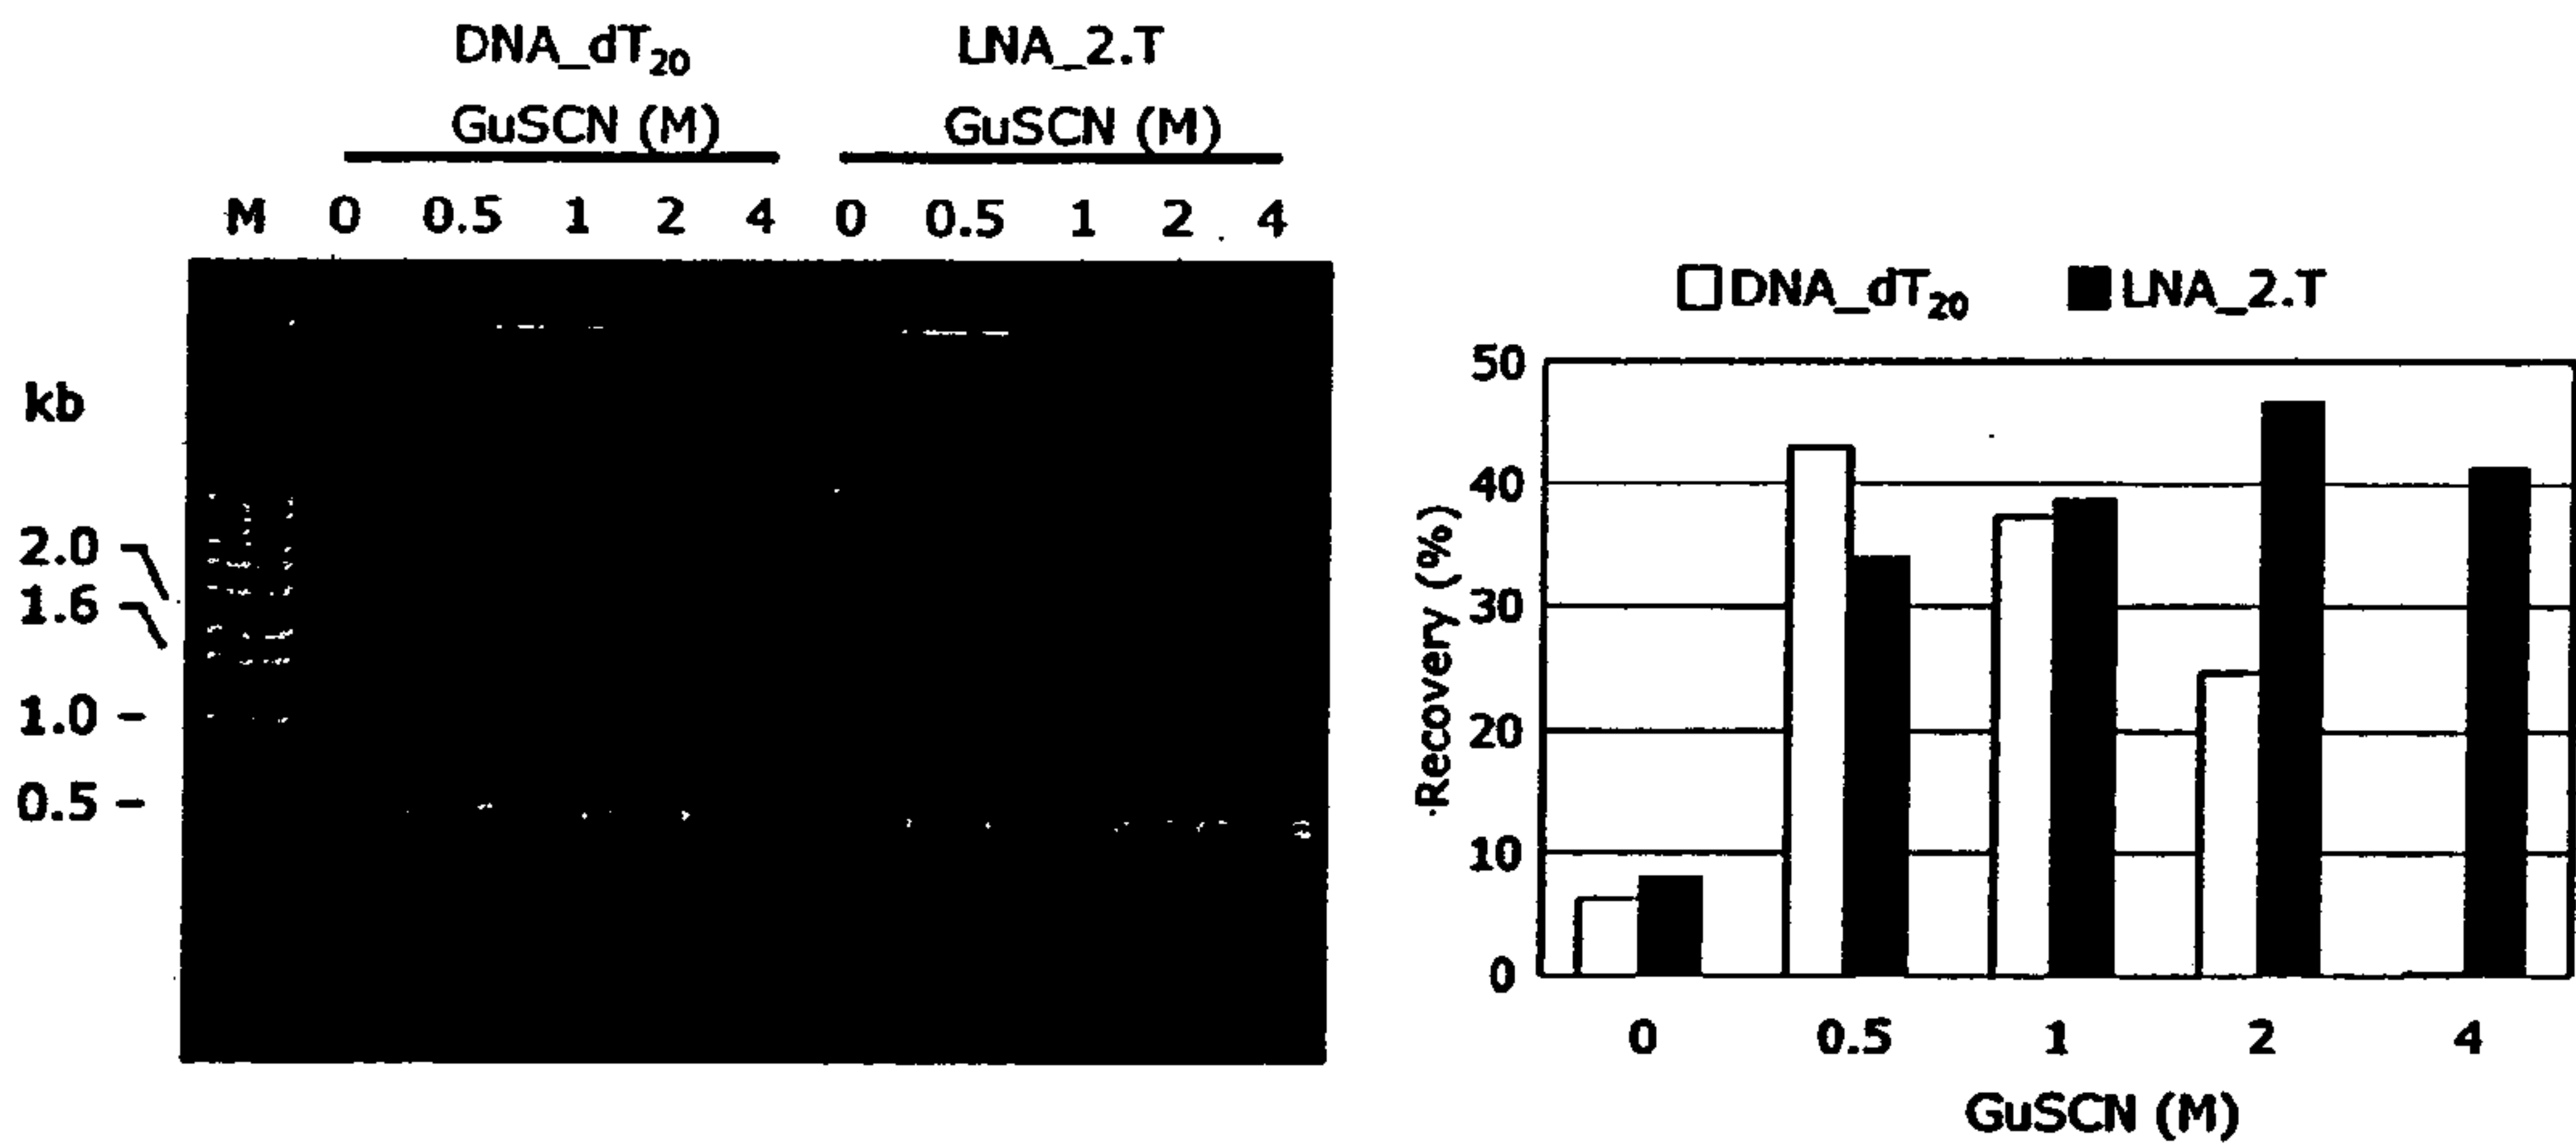 DNA_dT20 LNA_2.T
GuSCN (M) GuSCN (M)
M 0 0.5 1 2 4 0 0.5 1 2 4
kb
2.0
1.6
1.0
0.5
DNA_dT20 LNA_2.T
50
40
30
20
10
0
Recovery (%)
0 0.5 1 2 4
GuSCN (M)